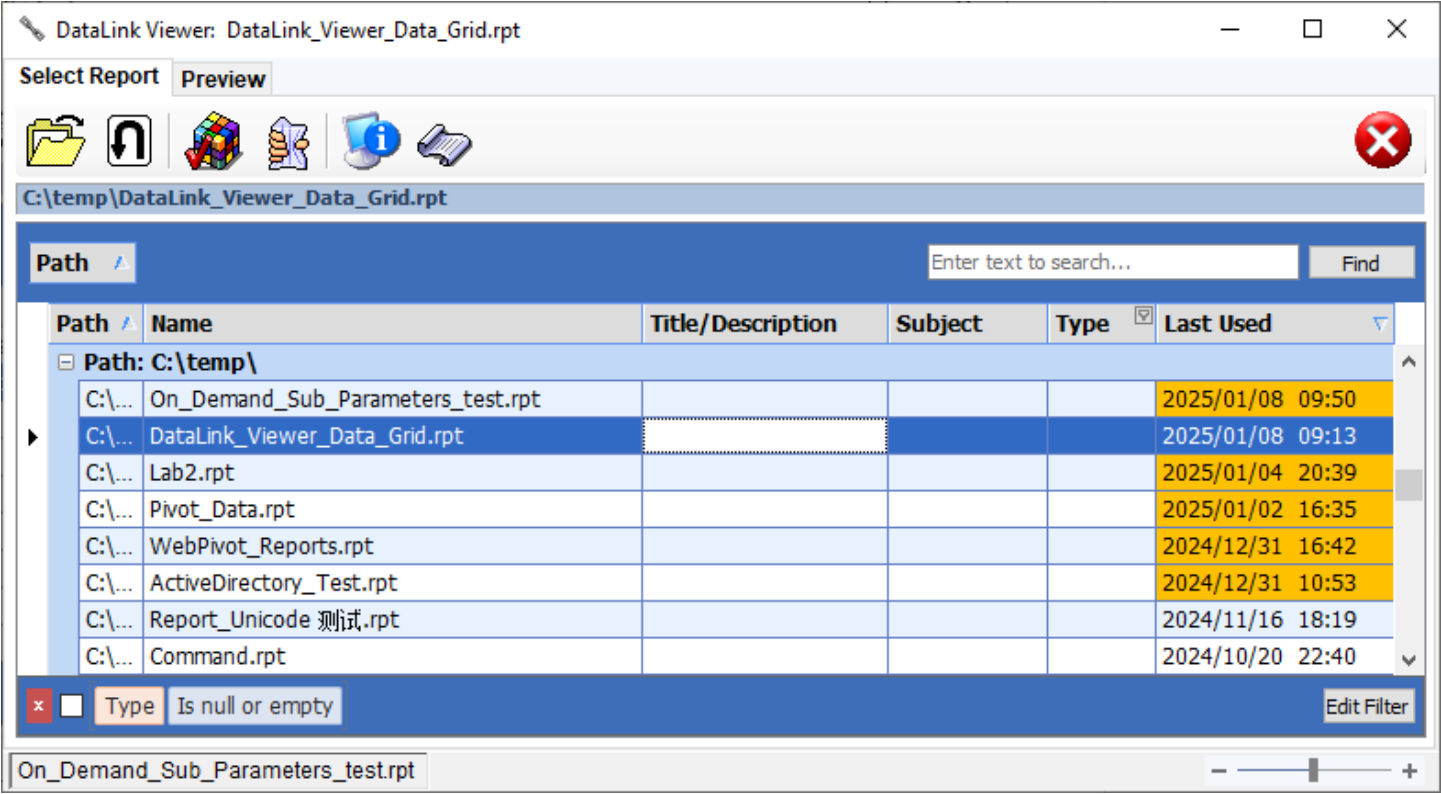 DataLink Viewer: DataLink_Viewer_Data_Grid.rpt
Select Report Preview
C:\temp\DataLink_Viewer_Data_Grid.rpt
Path Enter text to search... Find
Path Name Title/Description Subject Type Last Used
Path: C:\temp\
C:\... On_Demand_Sub_Parameters_test.rpt 2025/01/08 09:50
C:\... DataLink_Viewer_Data_Grid.rpt 2025/01/08 09:13
C:\... Lab2.rpt 2025/01/04 20:39
C:\... Pivot_Data.rpt 2025/01/02 16:35
C:\... WebPivot_Reports.rpt 2024/12/31 16:42
C:\... ActiveDirectory_Test.rpt 2024/12/31 10:53
C:\... Report_Unicode 测试.rpt 2024/11/16 18:19
C:\... Command.rpt 2024/10/20 22:40
x Type Is null or empty Edit Filter
On_Demand_Sub_Parameters_test.rpt